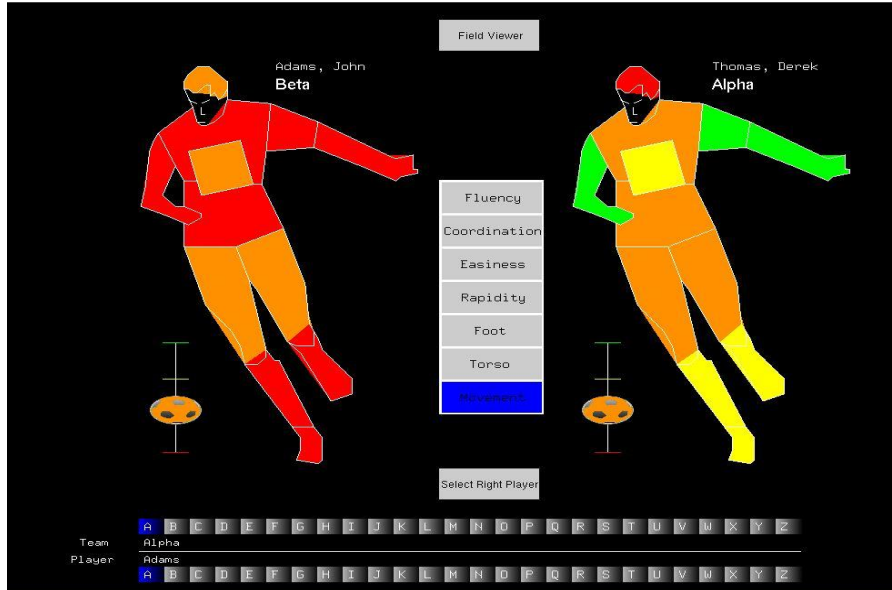 Field Viewer
Adams, John
Beta
Thomas, Derek
Alpha
Fluency
Coordination
Easiness
Rapidity
Foot
Torso
Movement
Select Right Player
A B C D E F G H I J K L M N O P Q R S T U V W X Y Z
Team Alpha
Player Adams
A B C D E F G H I J K L M N O P Q R S T U V W X Y Z